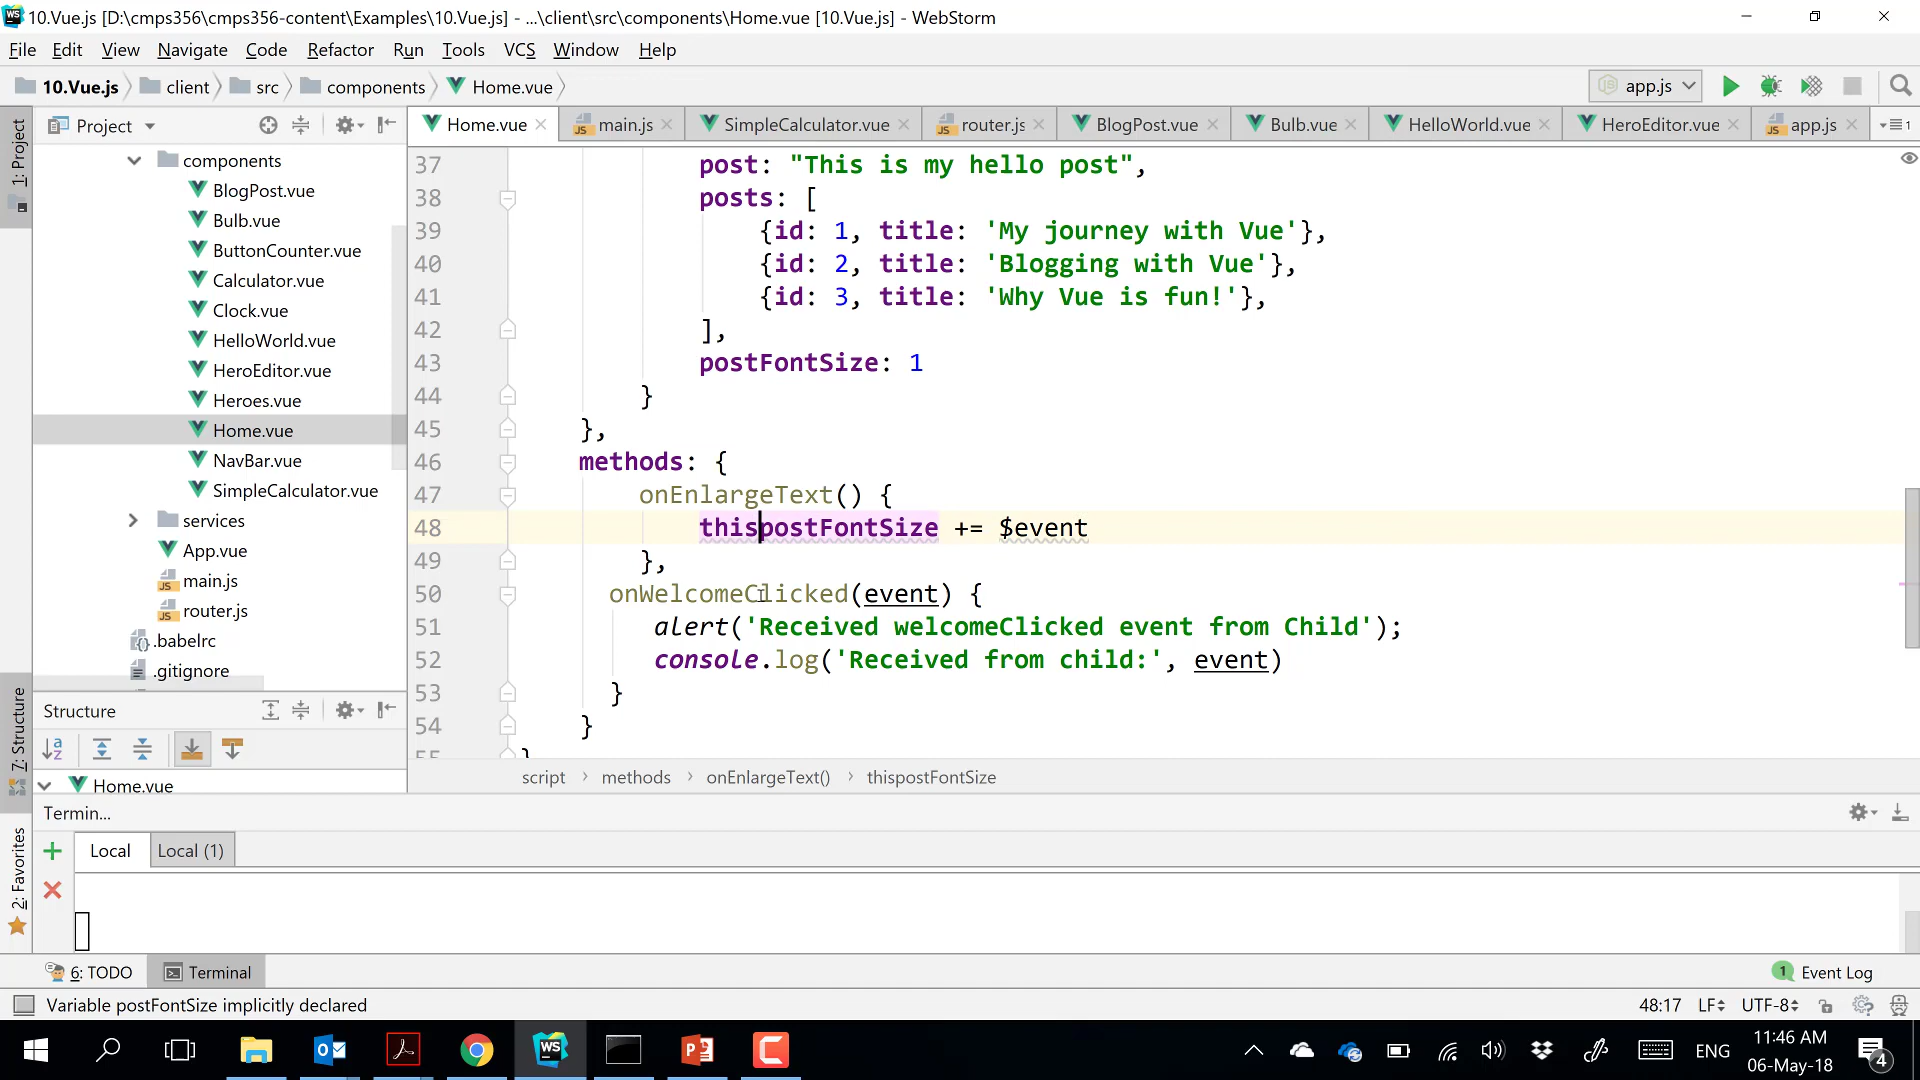 10.Vue.js [D:\cmps356\cmps356-content\Examples\10.Vue.js] - ...\client\src\components\Home.vue [10.Vue.js] - WebStorm
File Edit View Navigate Code Refactor Run Tools VCS Window Help
10.Vue.js client src components Home.vue app.js
1: Project
Project
Home.vue main.js SimpleCalculator.vue router.js BlogPost.vue Bulb.vue HelloWorld.vue HeroEditor.vue app.js 1
components
BlogPost.vue
Bulb.vue
ButtonCounter.vue
Calculator.vue
Clock.vue
HelloWorld.vue
HeroEditor.vue
Heroes.vue
Home.vue
NavBar.vue
SimpleCalculator.vue
services
App.vue
main.js
router.js
.babelrc
.gitignore
37 post: "This is my hello post",
38 posts: [
39 {id: 1, title: 'My journey with Vue'},
40 {id: 2, title: 'Blogging with Vue'},
41 {id: 3, title: 'Why Vue is fun!'},
42 ],
43 postFontSize: 1
44 }
45 },
46 methods: {
47 onEnlargeText() {
48 thispostFontSize += $event
49 },
50 onWelcomeClicked(event) {
51 alert('Received welcomeClicked event from Child');
52 console.log('Received from child:', event)
53 }
54 }
55 }
script methods onEnlargeText() thispostFontSize
7: Structure
Structure
Home.vue
2: Favorites
Termin...
Local Local (1)
6: TODO Terminal 1 Event Log
Variable postFontSize implicitly declared 48:17 LF UTF-8
ENG 11:46 AM
06-May-18 4